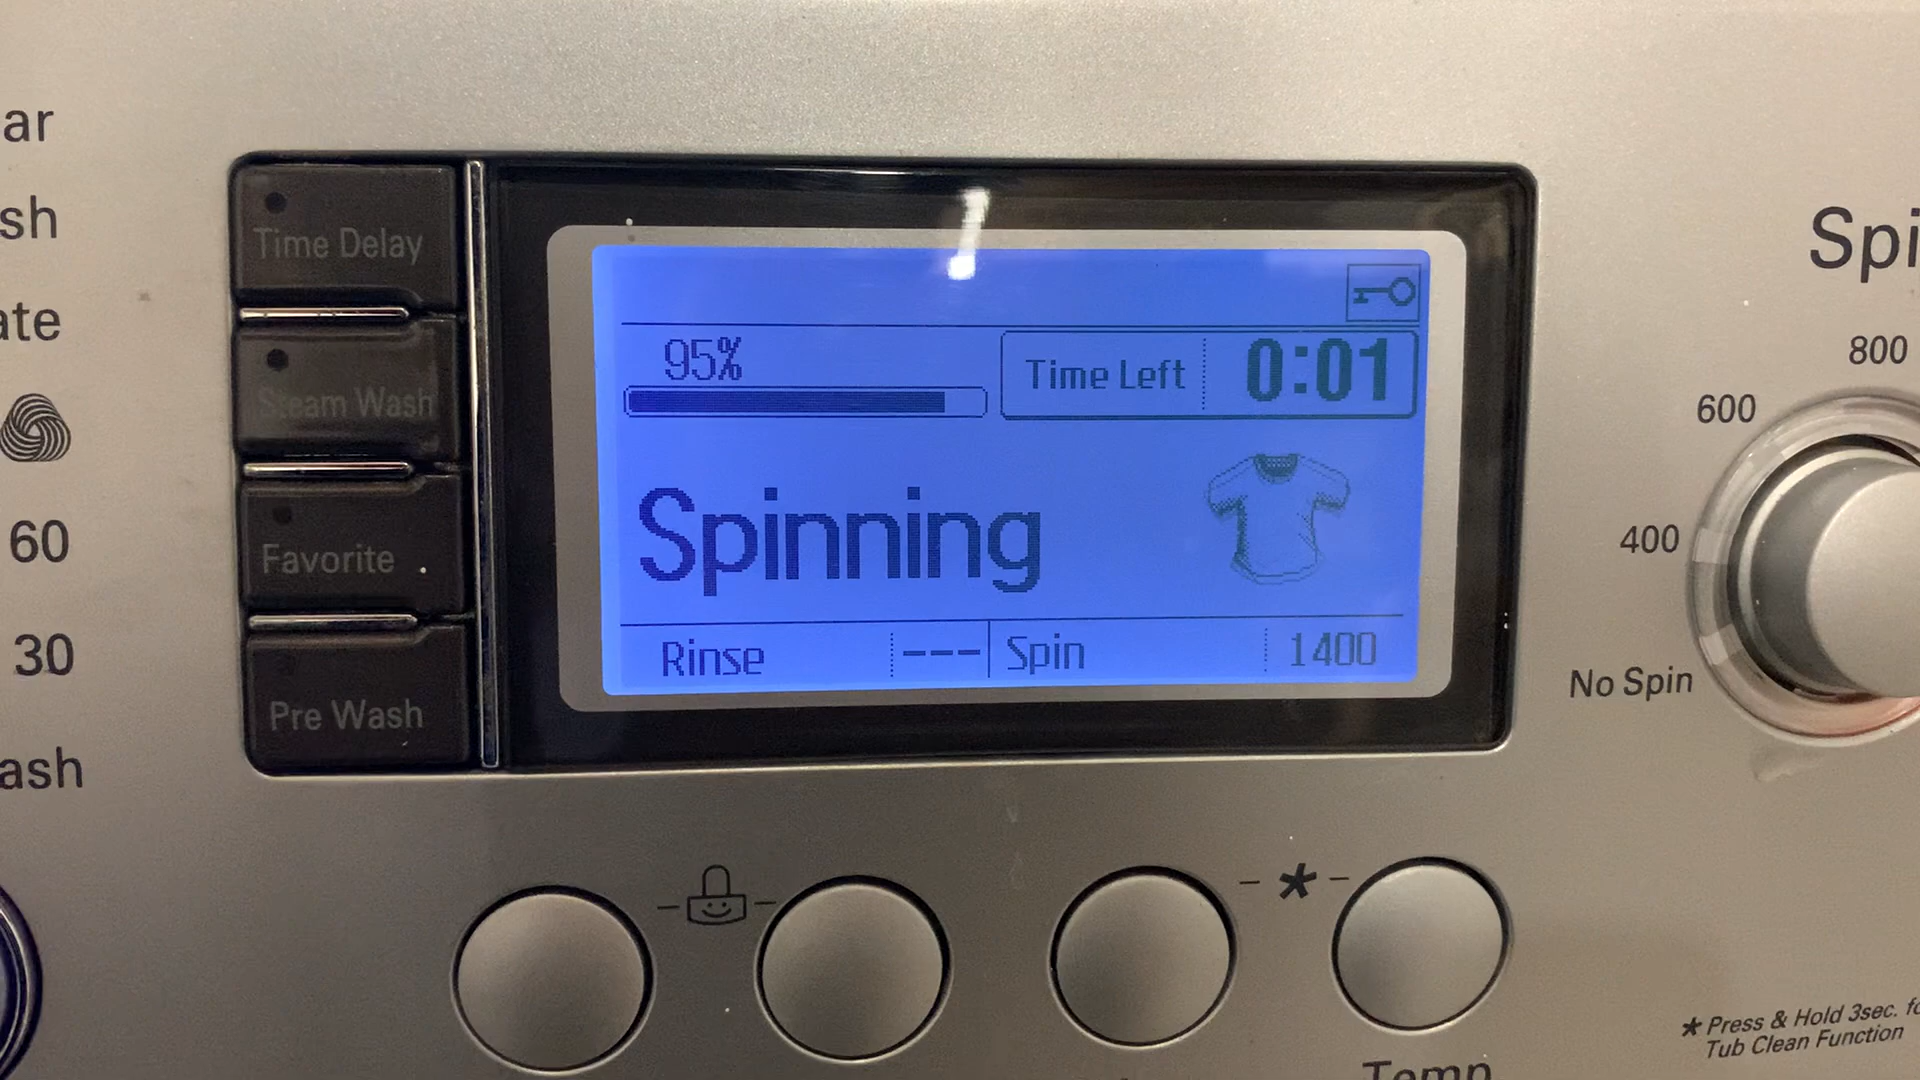 ar
sh
ate
60
30
ash
Time Delay
Steam Wash
Favorite
Pre Wash
95%
Time Left 0:01
Spinning
Rinse --- Spin 1400
Spi
800
600
400
No Spin
- * -
* Press & Hold 3sec. fo
Tub Clean Function
Temp